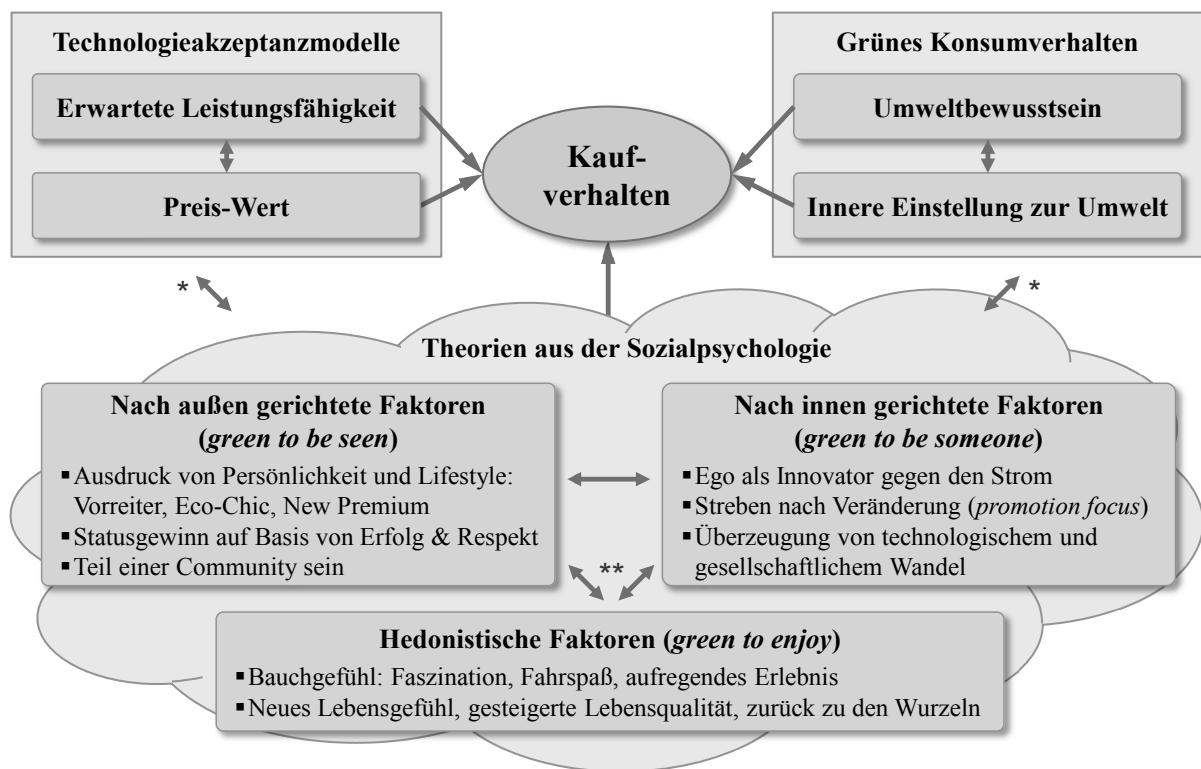 Technologieakzeptanzmodelle
Erwartete Leistungsfähigkeit
Preis-Wert
Kauf-
verhalten
Grünes Konsumverhalten
Umweltbewusstsein
Innere Einstellung zur Umwelt
*
*
Theorien aus der Sozialpsychologie
Nach außen gerichtete Faktoren
(green to be seen)
▪ Ausdruck von Persönlichkeit und Lifestyle:
Vorreiter, Eco-Chic, New Premium
▪ Statusgewinn auf Basis von Erfolg & Respekt
▪ Teil einer Community sein
Nach innen gerichtete Faktoren
(green to be someone)
▪ Ego als Innovator gegen den Strom
▪ Streben nach Veränderung (promotion focus)
▪ Überzeugung von technologischem und
gesellschaftlichem Wandel
**
Hedonistische Faktoren (green to enjoy)
▪ Bauchgefühl: Faszination, Fahrspaß, aufregendes Erlebnis
▪ Neues Lebensgefühl, gesteigerte Lebensqualität, zurück zu den Wurzeln